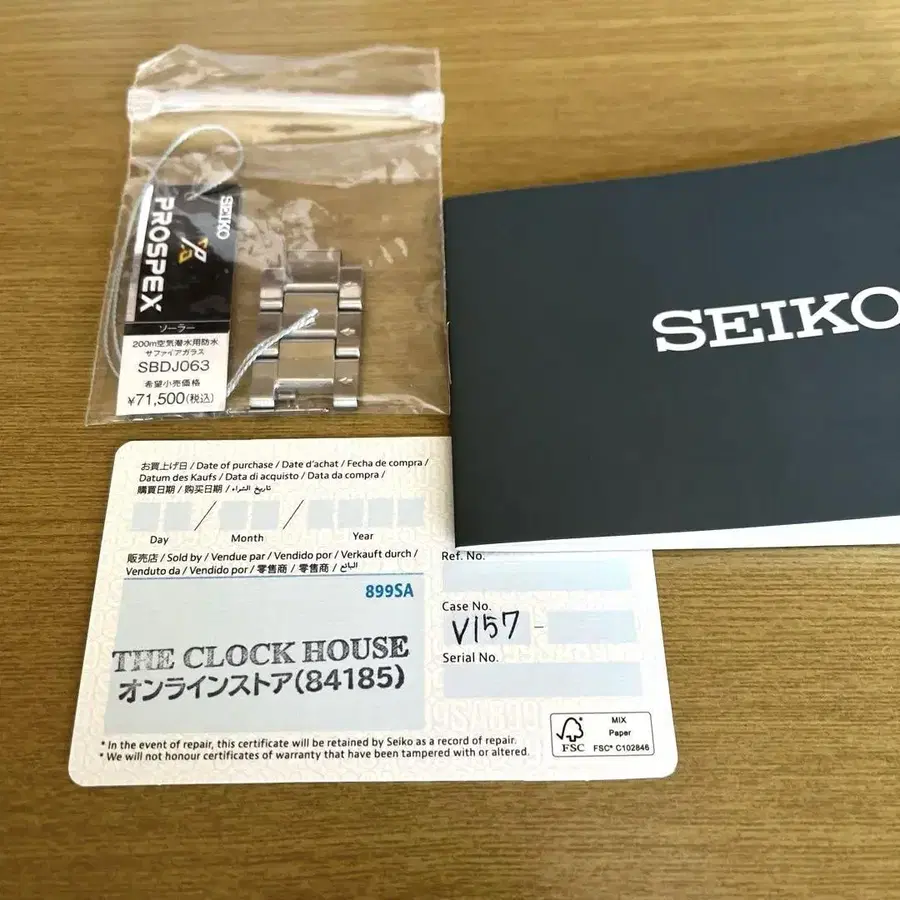 SEIKO
PROSPEX
ソーラー
200m空気潜水用防水
サファイアガラス
SBDJ063
希望小売価格
¥71,500(税込)
SEIKO
お買上げ日 / Date of purchase / Date d'achat / Fecha de compra /
Datum des Kaufs / Data di acquisto / Data da compra /
購買日期 / 购买日期 / تاريخ الشراء
Day / Month / Year
販売店 / Sold by / Vendue par / Vendido por / Verkauft durch /
Venduto da / Vendido por / 零售商 / 零售商 / البائع
899SA
THE CLOCK HOUSE
オンラインストア(84185)
Ref. No.
Case No.
V157 -
Serial No.
* In the event of repair, this certificate will be retained by Seiko as a record of repair.
* We will not honour certificates of warranty that have been tampered with or altered.
FSC
MIX
Paper
FSC® C102846